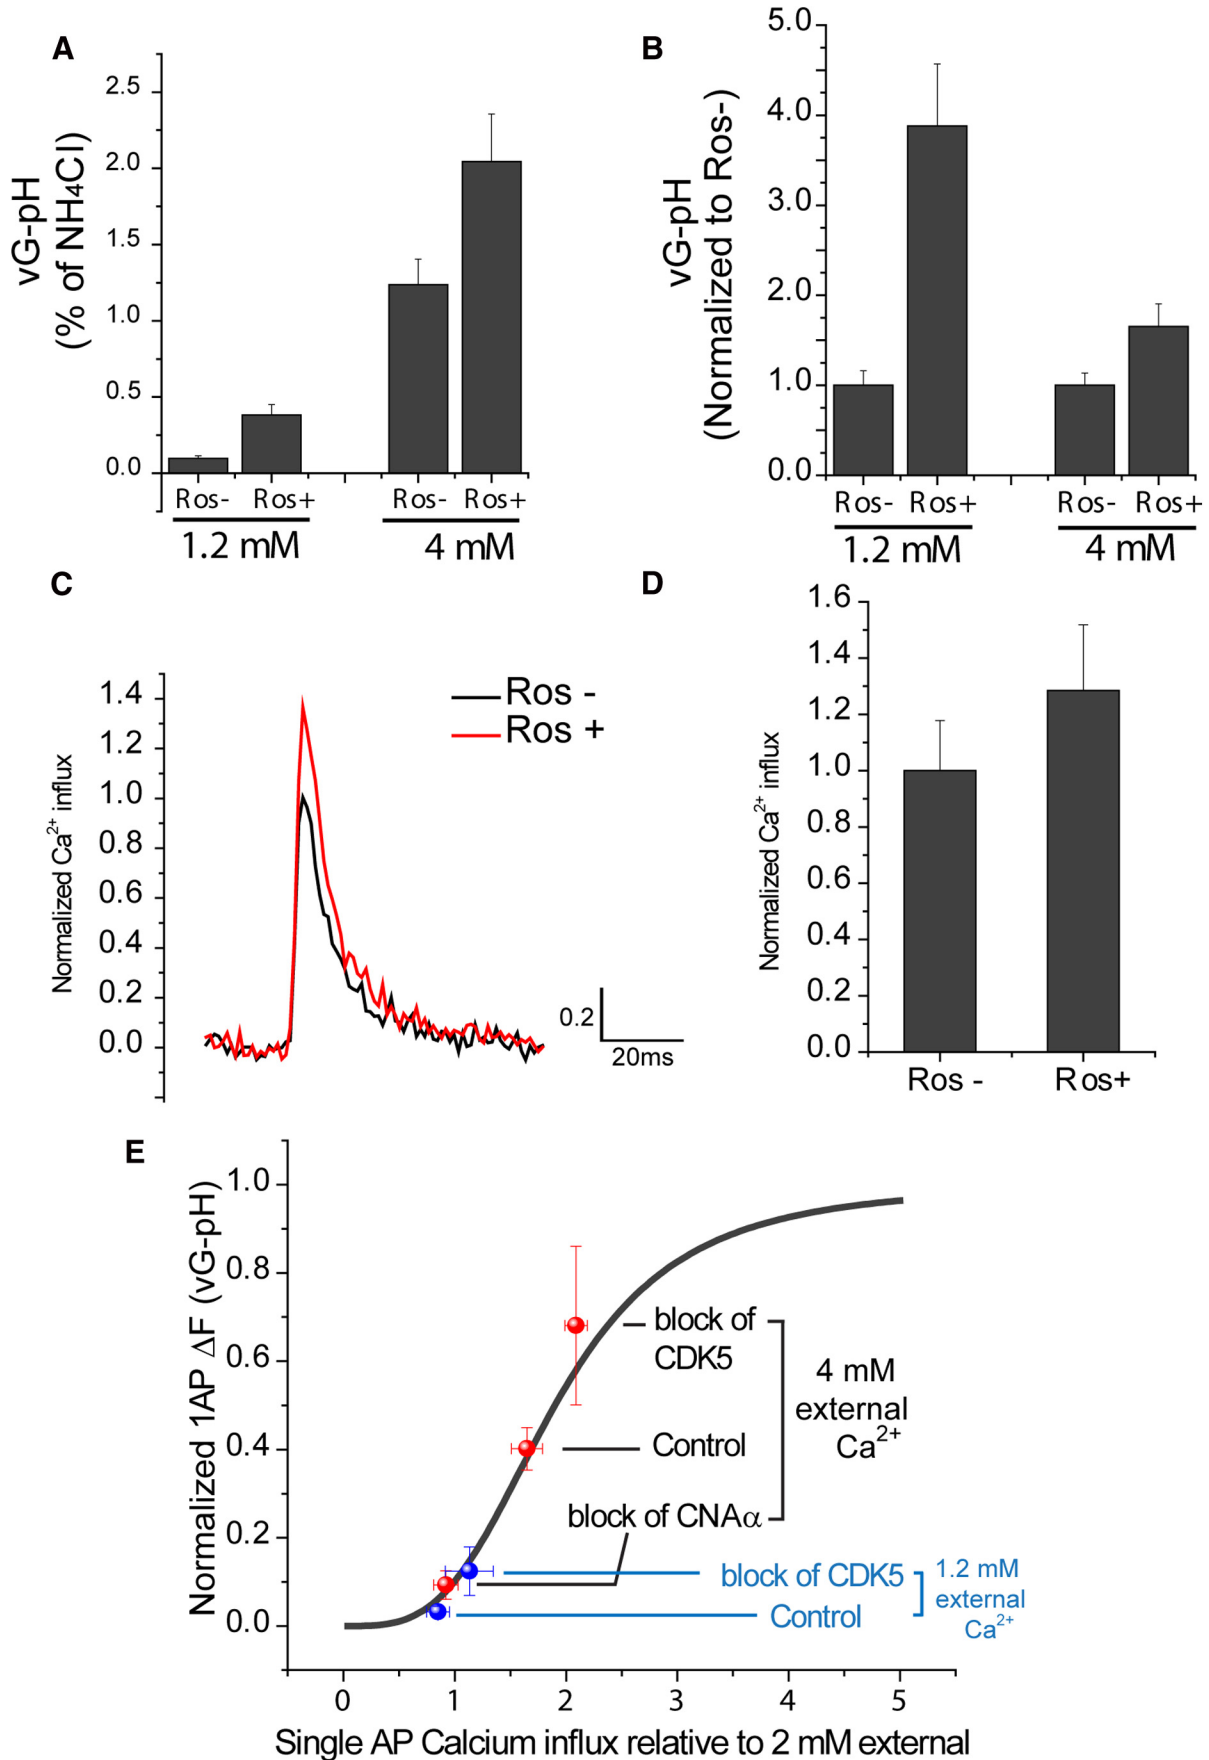 A
vG-pH
(% of NH₄Cl)
2.5
2.0
1.5
1.0
0.5
0.0
Ros-
Ros+
Ros-
Ros+
1.2 mM
4 mM
B
vG-pH
(Normalized to Ros-)
5.0
4.0
3.0
2.0
1.0
0.0
Ros-
Ros+
Ros-
Ros+
1.2 mM
4 mM
C
Normalized Ca²⁺ influx
1.4
1.2
1.0
0.8
0.6
0.4
0.2
0.0
Ros -
Ros +
0.2
20ms
D
Normalized Ca²⁺ influx
1.6
1.4
1.2
1.0
0.8
0.6
0.4
0.2
0.0
Ros -
Ros+
E
Normalized 1AP ΔF (vG-pH)
1.0
0.8
0.6
0.4
0.2
0.0
block of
CDK5
Control
block of CNAα
4 mM
external
Ca²⁺
block of CDK5
Control
1.2 mM
external
Ca²⁺
0
1
2
3
4
5
Single AP Calcium influx relative to 2 mM external